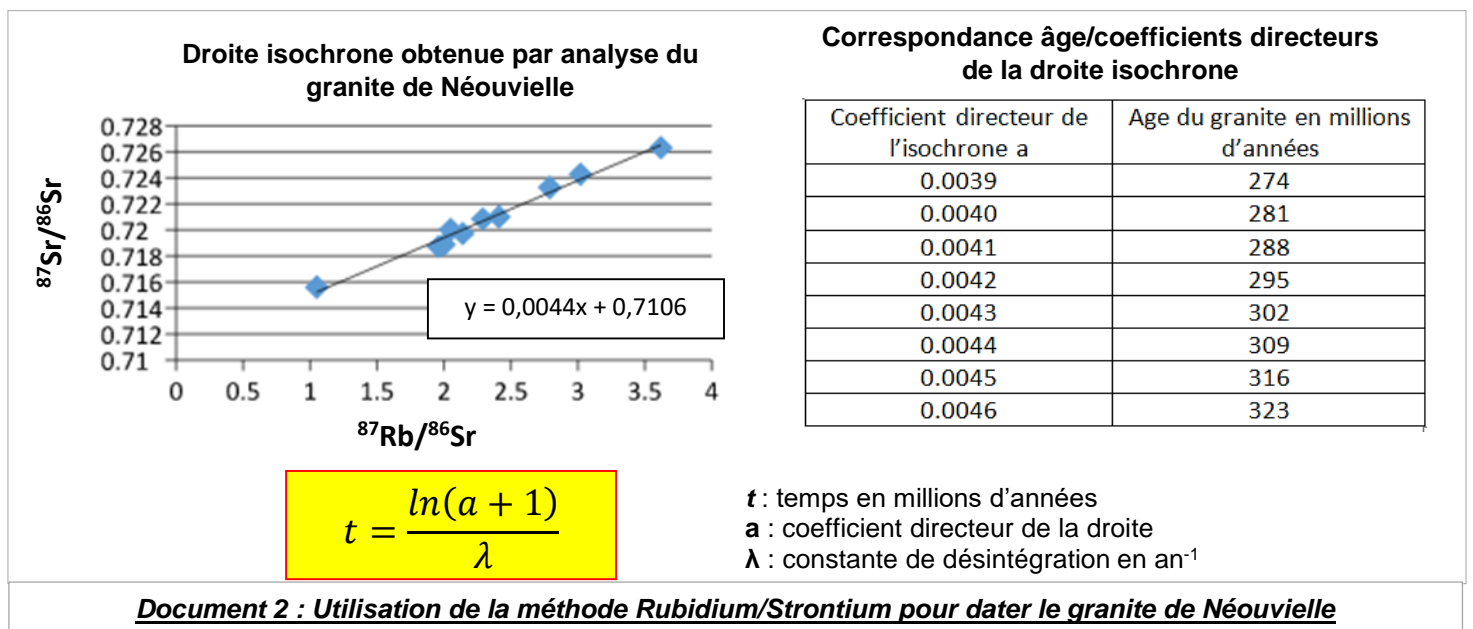 Droite isochrone obtenue par analyse du
granite de Néouvielle
0.728
0.726
0.724
0.722
0.72
0.718
0.716
0.714
0.712
0.71
⁸⁷Sr/⁸⁶Sr
y = 0,0044x + 0,7106
0 0.5 1 1.5 2 2.5 3 3.5 4
⁸⁷Rb/⁸⁶Sr
Correspondance âge/coefficients directeurs
de la droite isochrone
Coefficient directeur de l'isochrone a | Age du granite en millions d'années
0.0039 274
0.0040 281
0.0041 288
0.0042 295
0.0043 302
0.0044 309
0.0045 316
0.0046 323
t = ln(a + 1) / λ
t : temps en millions d'années
a : coefficient directeur de la droite
λ : constante de désintégration en an⁻¹
Document 2 : Utilisation de la méthode Rubidium/Strontium pour dater le granite de Néouvielle